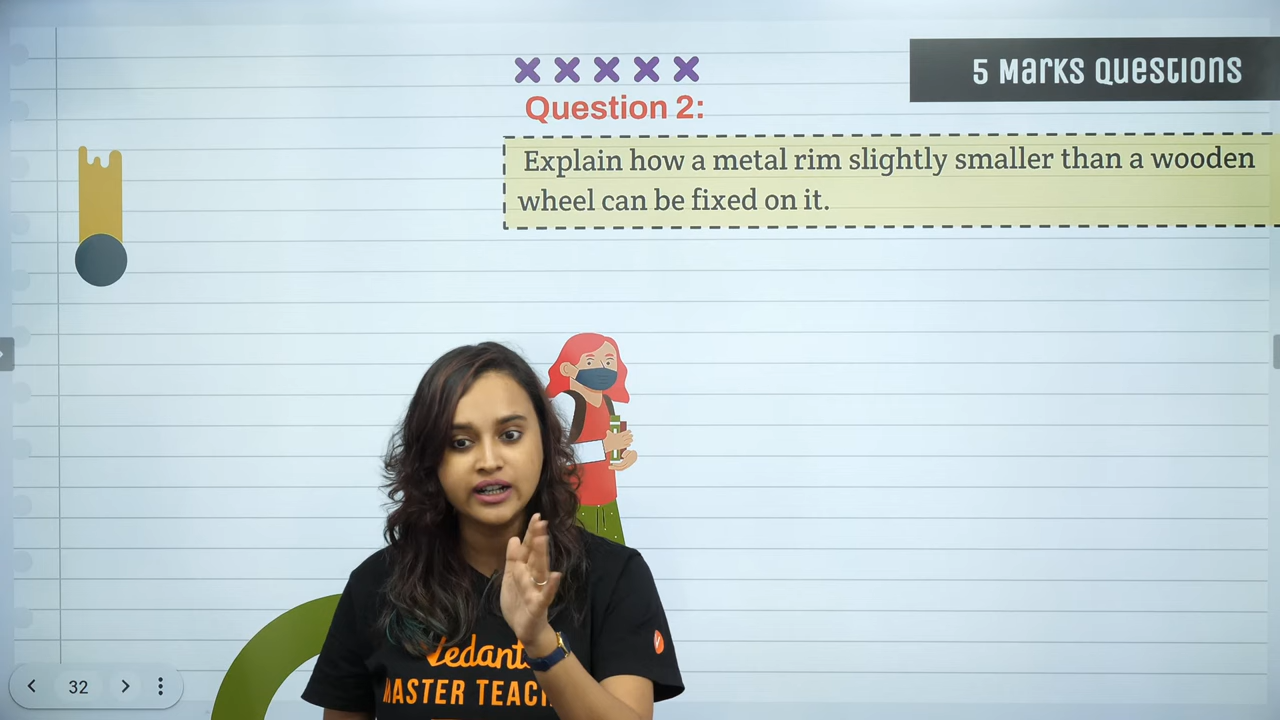 5 Marks Questions
Question 2:
Explain how a metal rim slightly smaller than a wooden
wheel can be fixed on it.
MASTER
32